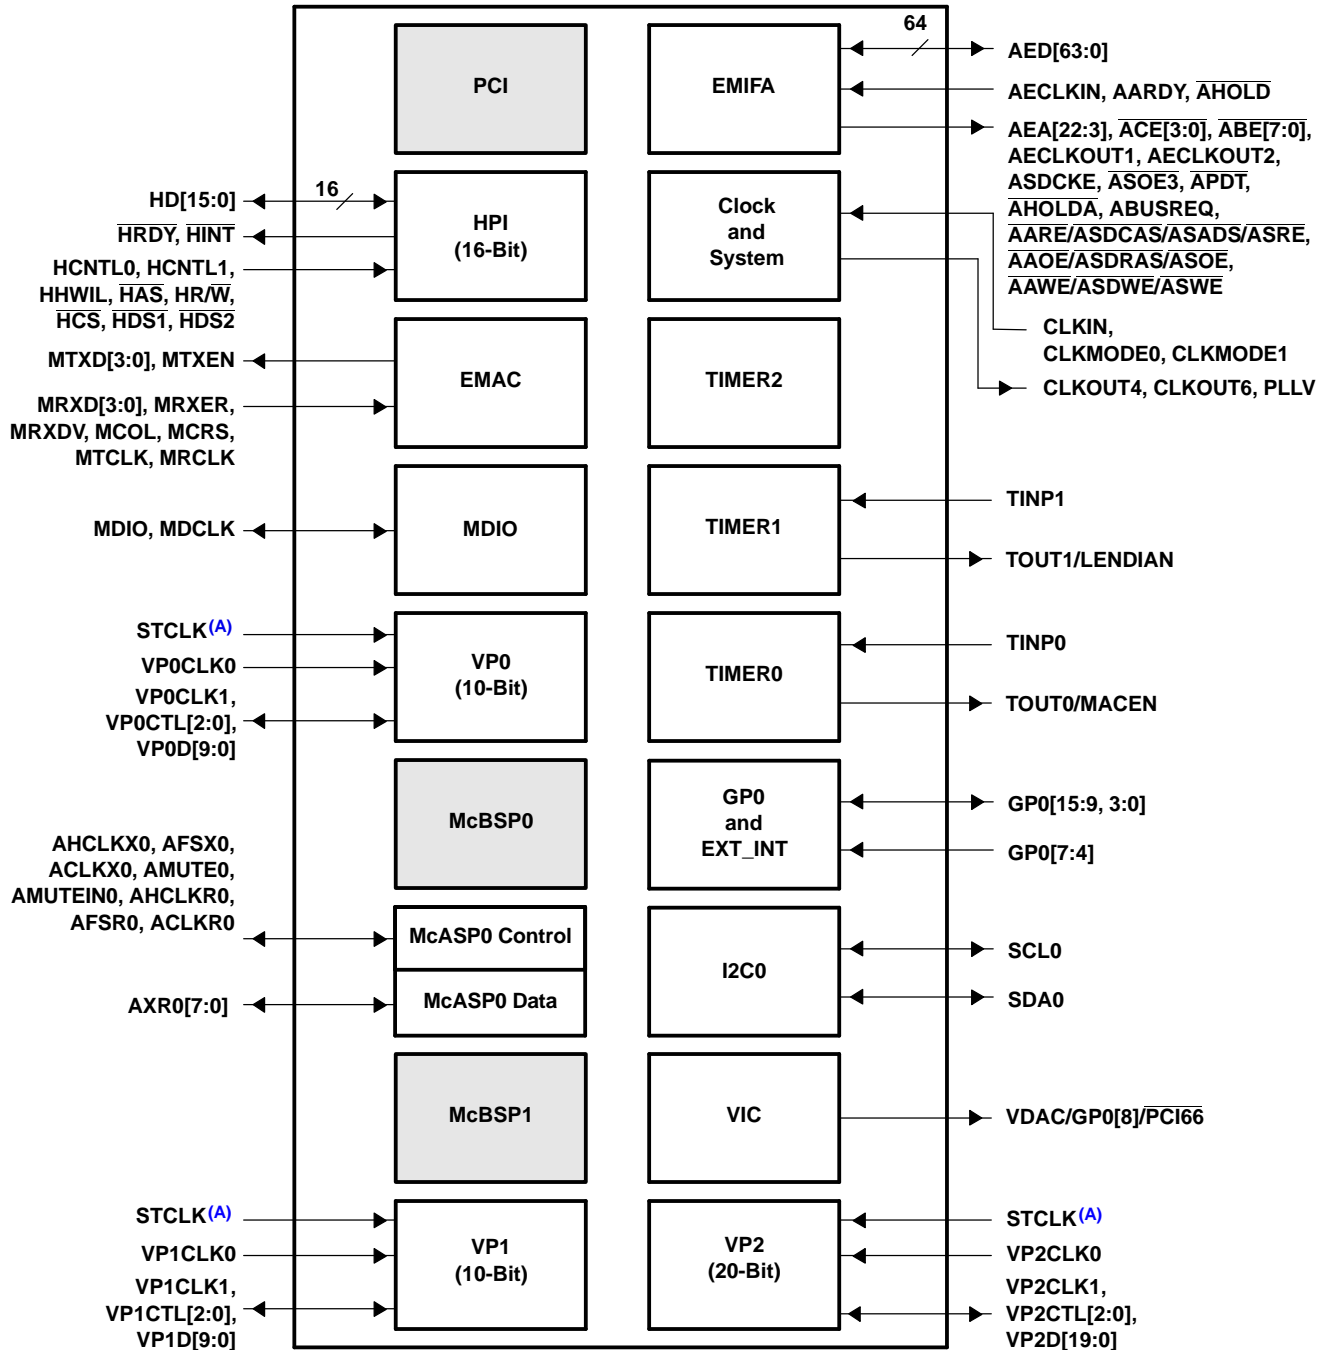 64
PCI
EMIFA
AED[63:0]
AECLKIN, AARDY, AHOLD
AEA[22:3], ACE[3:0], ABE[7:0],
AECLKOUT1, AECLKOUT2,
ASDCKE, ASOE3, APDT,
AHOLDA, ABUSREQ,
AARE/ASDCAS/ASADS/ASRE,
AAOE/ASDRAS/ASOE,
AAWE/ASDWE/ASWE
HD[15:0]
16
HRDY, HINT
HCNTL0, HCNTL1,
HHWIL, HAS, HR/W,
HCS, HDS1, HDS2
HPI
(16-Bit)
Clock
and
System
CLKIN,
CLKMODE0, CLKMODE1
CLKOUT4, CLKOUT6, PLLV
MTXD[3:0], MTXEN
MRXD[3:0], MRXER,
MRXDV, MCOL, MCRS,
MTCLK, MRCLK
EMAC
TIMER2
MDIO, MDCLK
MDIO
TIMER1
TINP1
TOUT1/LENDIAN
STCLK(A)
VP0CLK0
VP0CLK1,
VP0CTL[2:0],
VP0D[9:0]
VP0
(10-Bit)
TIMER0
TINP0
TOUT0/MACEN
McBSP0
GP0
and
EXT_INT
GP0[15:9, 3:0]
GP0[7:4]
AHCLKX0, AFSX0,
ACLKX0, AMUTE0,
AMUTEIN0, AHCLKR0,
AFSR0, ACLKR0
McASP0 Control
AXR0[7:0]
McASP0 Data
I2C0
SCL0
SDA0
McBSP1
VIC
VDAC/GP0[8]/PCI66
STCLK(A)
VP1CLK0
VP1CLK1,
VP1CTL[2:0],
VP1D[9:0]
VP1
(10-Bit)
VP2
(20-Bit)
STCLK(A)
VP2CLK0
VP2CLK1,
VP2CTL[2:0],
VP2D[19:0]